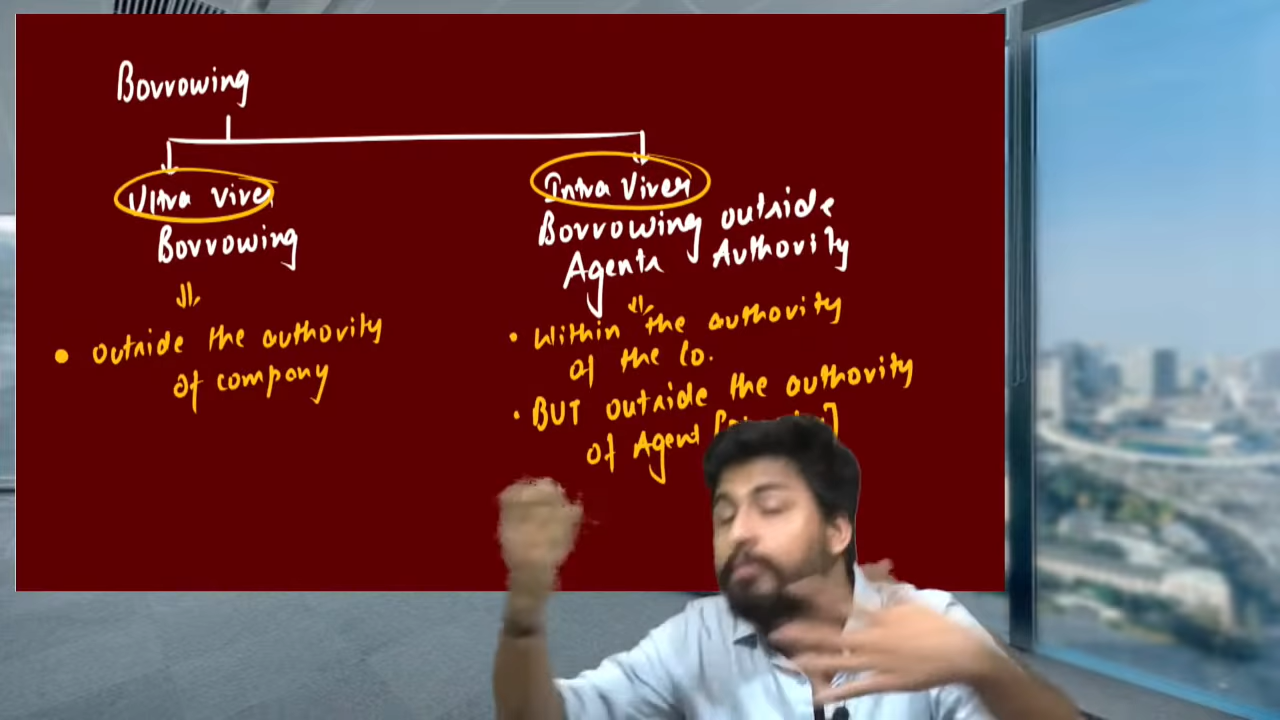 Borrowing
Ultra Vires
Borrowing
outside the authority
of company
Intra Vires
Borrowing outside
Agents Authority
within the authority
of the Co.
BUT outside the authority
of Agent